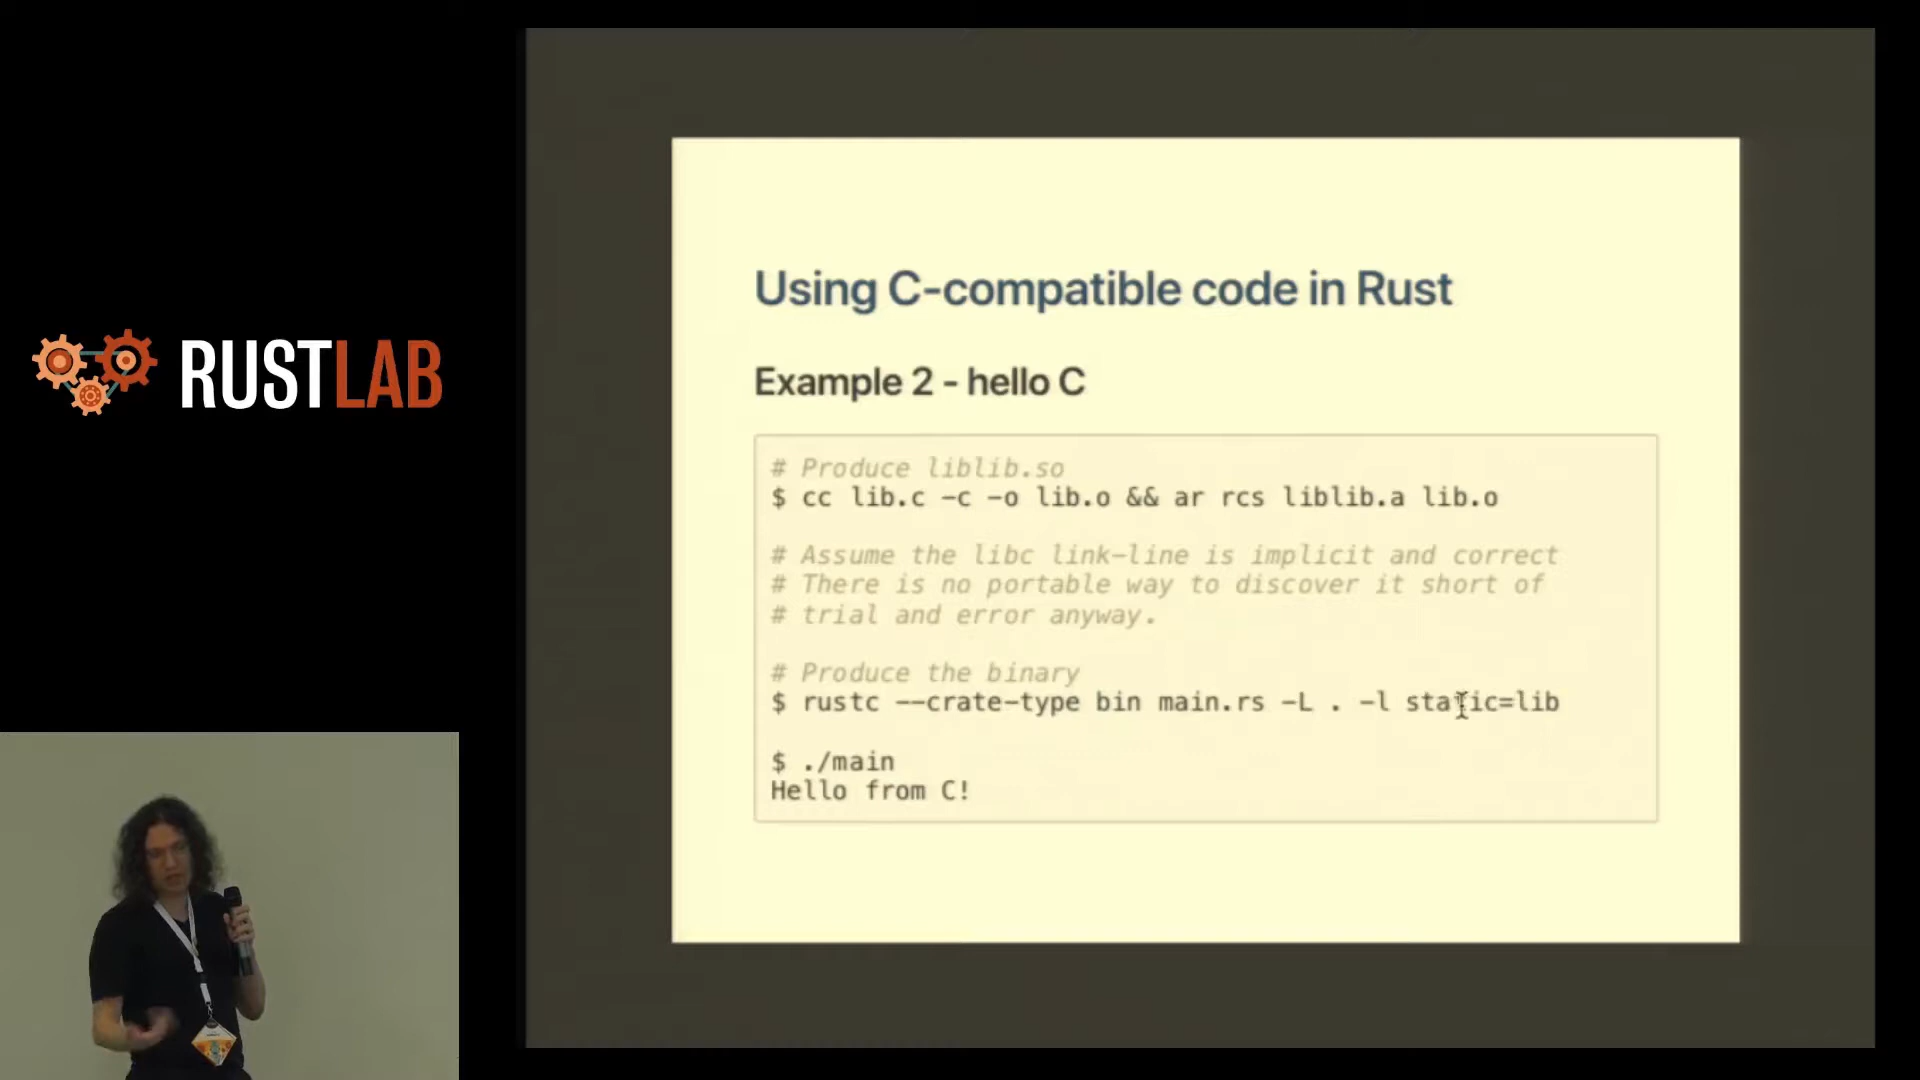 RUSTLAB
Using C-compatible code in Rust
Example 2 - hello C
# Produce liblib.so
$ cc lib.c -c -o lib.o && ar rcs liblib.a lib.o
# Assume the libc link-line is implicit and correct
# There is no portable way to discover it short of
# trial and error anyway.
# Produce the binary
$ rustc --crate-type bin main.rs -L . -l static=lib
$ ./main
Hello from C!